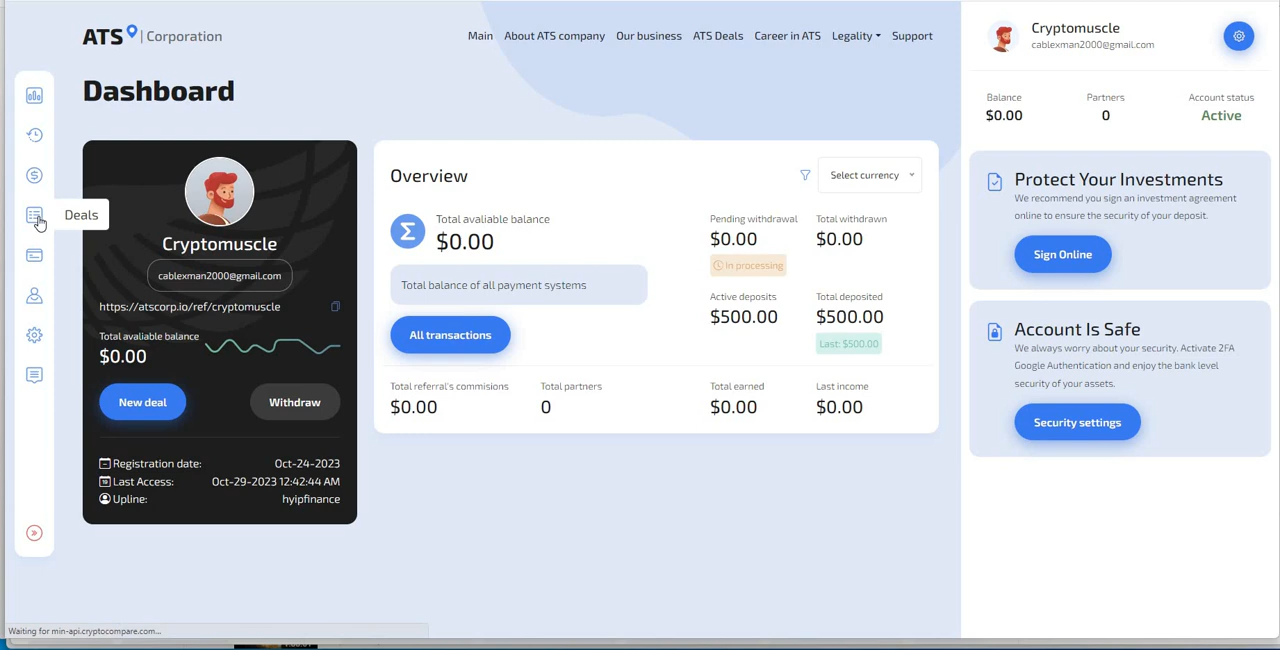 ATS | Corporation
Main About ATS company Our business ATS Deals Career in ATS Legality Support
Dashboard
Deals
Cryptomuscle
cablexman2000@gmail.com
https://atscorp.io/ref/cryptomuscle
Total avaliable balance
$0.00
New deal Withdraw
Registration date: Oct-24-2023
Last Access: Oct-29-2023 12:42:44 AM
Upline: hyipfinance
Overview
Select currency
Total avaliable balance
$0.00
Total balance of all payment systems
All transactions
Pending withdrawal Total withdrawn
$0.00 $0.00
In processing
Active deposits Total deposited
$500.00 $500.00
Last: $500.00
Total referral's commisions Total partners Total earned Last income
$0.00 0 $0.00 $0.00
Cryptomuscle
cablexman2000@gmail.com
Balance Partners Account status
$0.00 0 Active
Protect Your Investments
We recommend you sign an investment agreement
online to ensure the security of your deposit.
Sign Online
Account Is Safe
We always worry about your security. Activate 2FA
Google Authentication and enjoy the bank level
security of your assets.
Security settings
Waiting for min-api.cryptocompare.com...